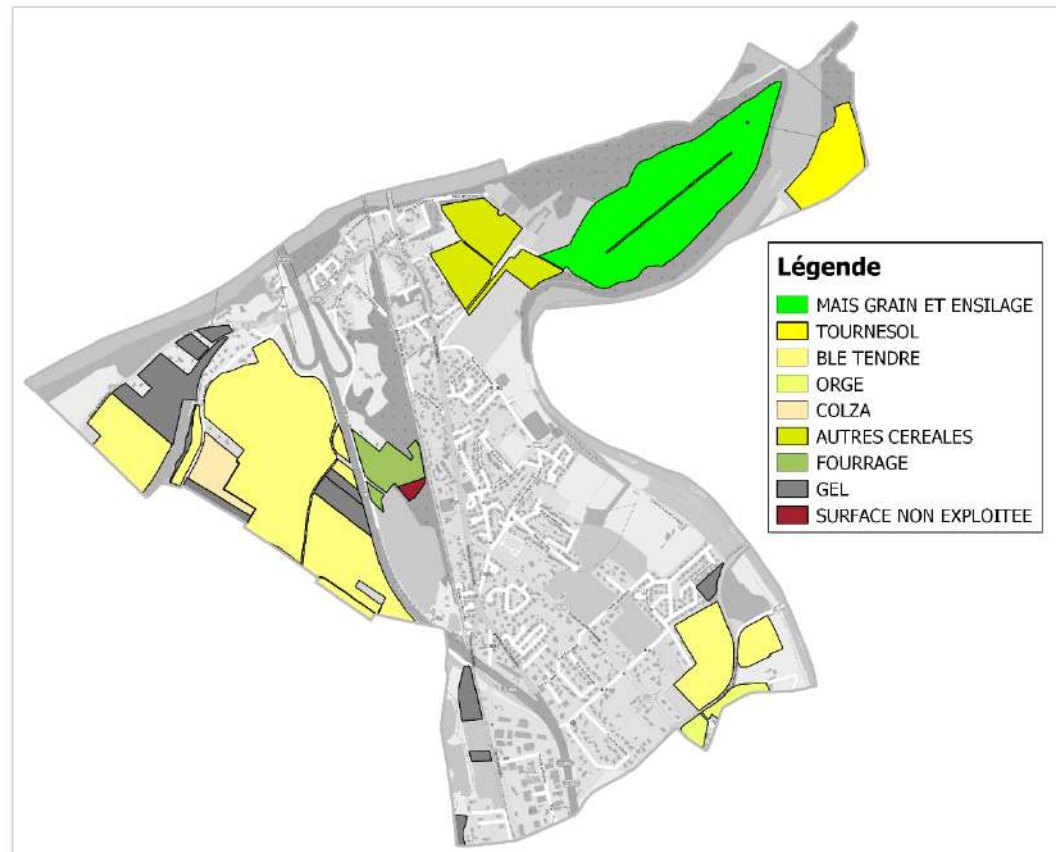 Légende
MAIS GRAIN ET ENSILAGE
TOURNESOL
BLE TENDRE
ORGE
COLZA
AUTRES CEREALES
FOURRAGE
GEL
SURFACE NON EXPLOITEE